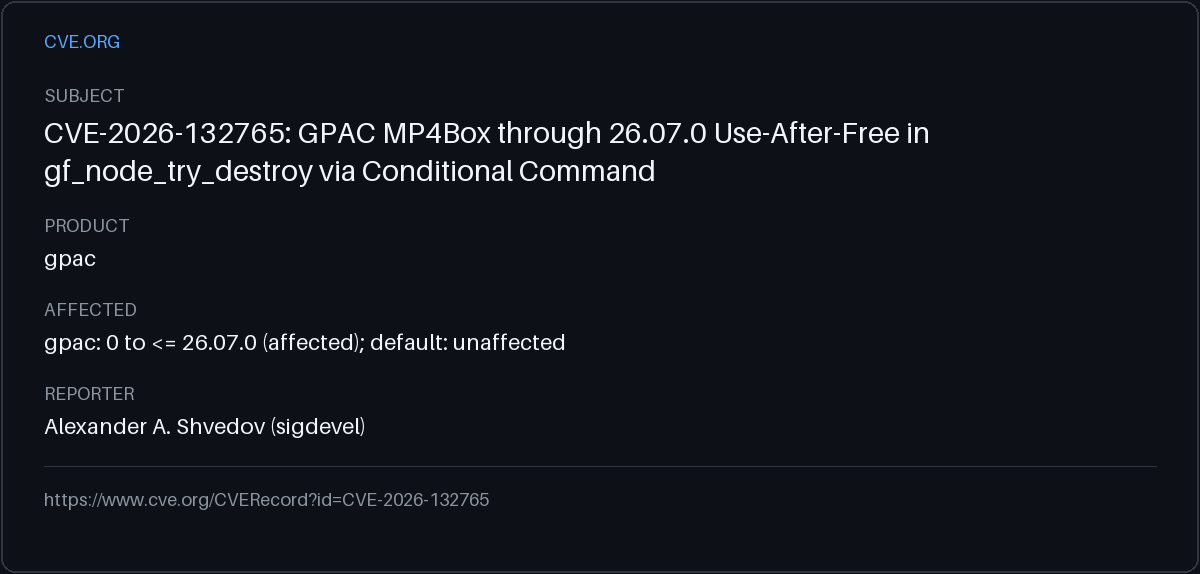 CVE.ORG
SUBJECT
CVE-2026-132765: GPAC MP4Box through 26.07.0 Use-After-Free in
gf_node_try_destroy via Conditional Command
PRODUCT
gpac
AFFECTED
gpac: 0 to <= 26.07.0 (affected); default: unaffected
REPORTER
Alexander A. Shvedov (sigdevel)
https://www.cve.org/CVERecord?id=CVE-2026-132765